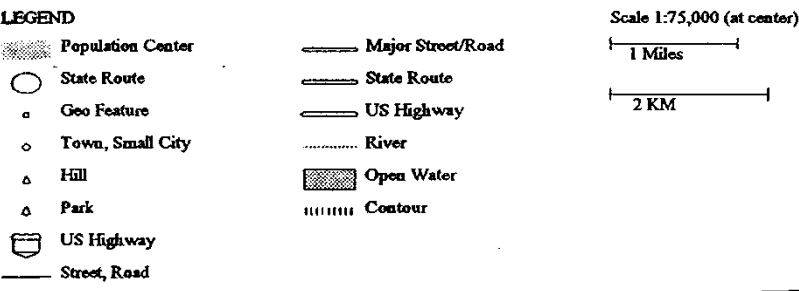 LEGEND
Population Center
State Route
Geo Feature
Town, Small City
Hill
Park
US Highway
Street, Road
Major Street/Road
State Route
US Highway
River
Open Water
Contour
Scale 1:75,000 (at center)
1 Miles
2 KM